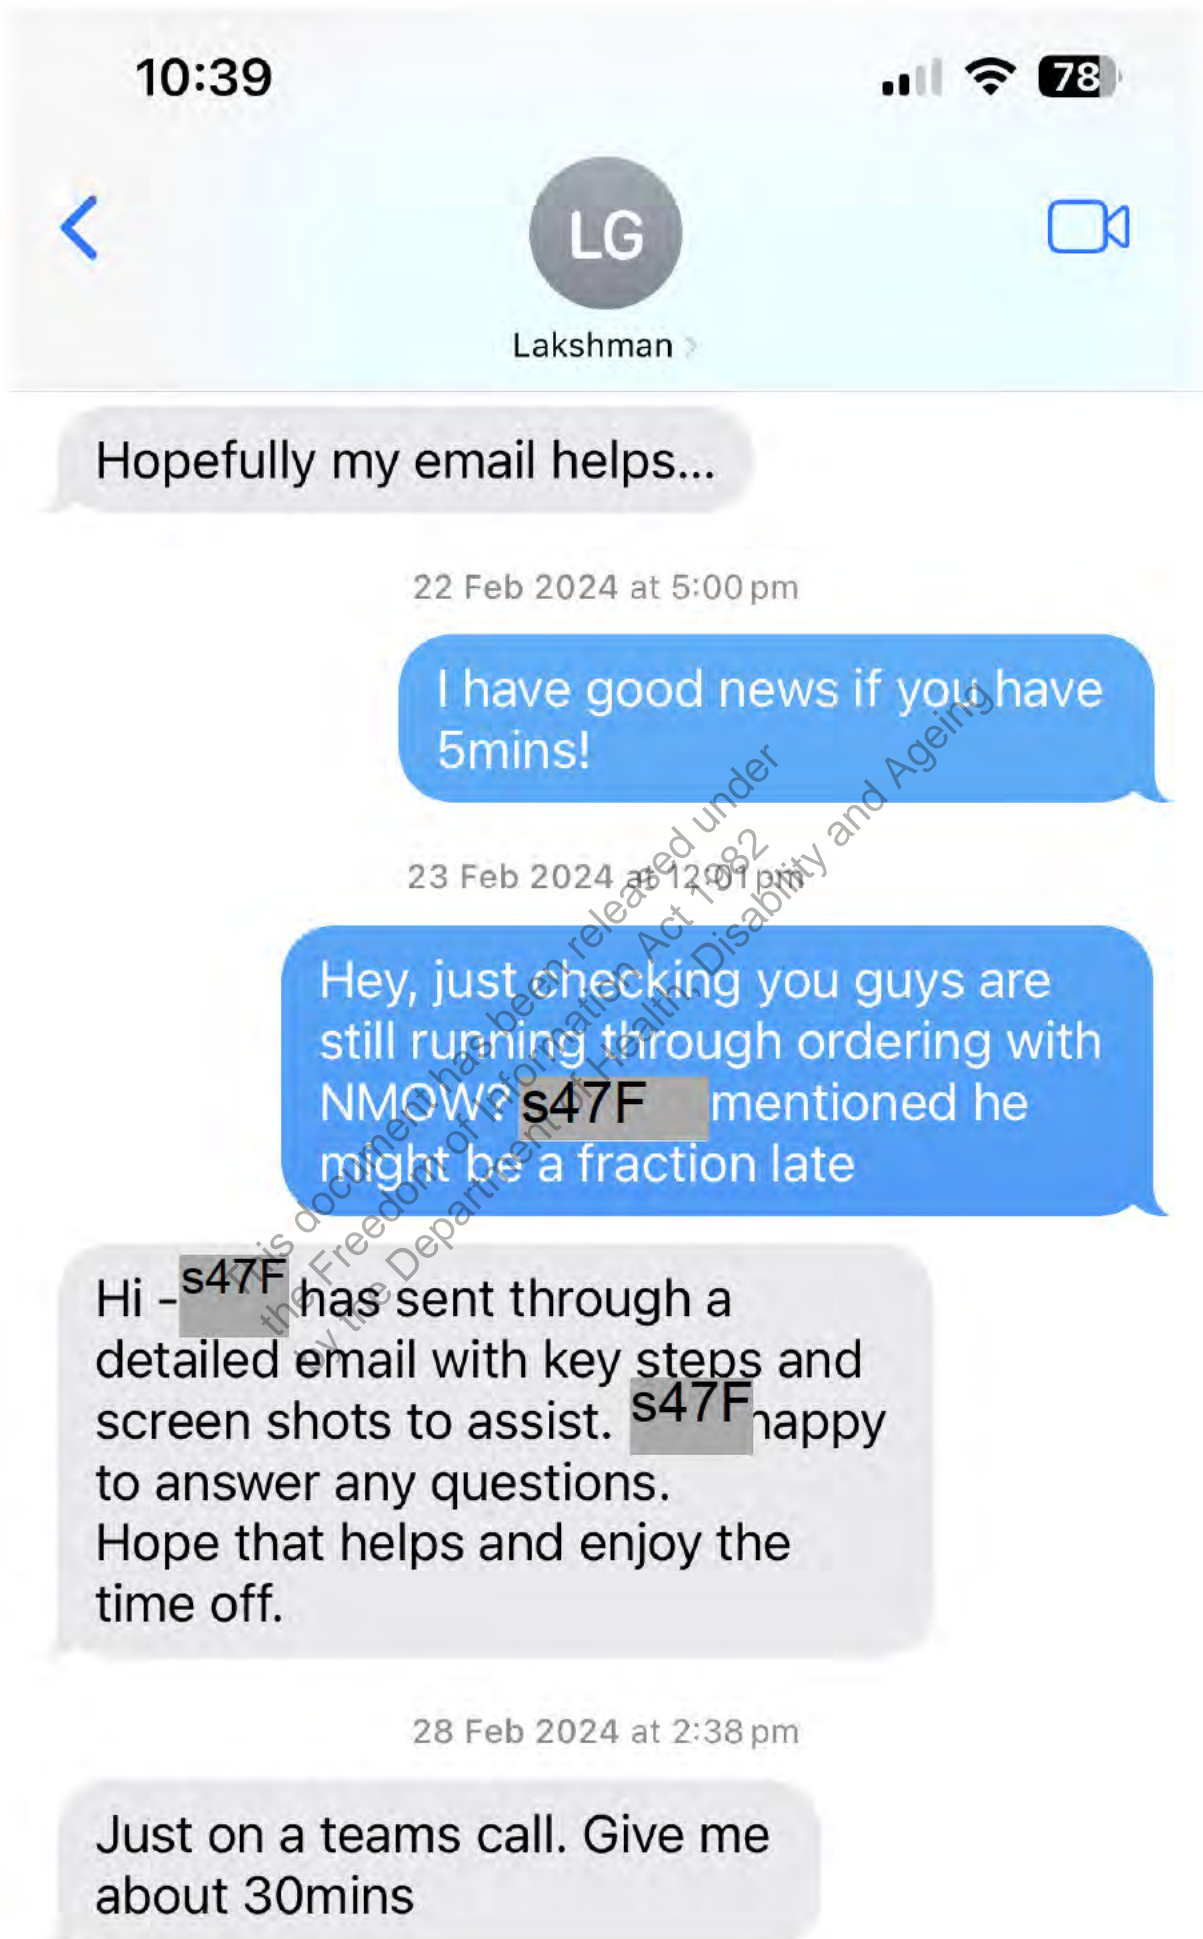 10:39
78
LG
Lakshman
Hopefully my email helps...
22 Feb 2024 at 5:00 pm
I have good news if you have
5mins!
23 Feb 2024 at 12:01 pm
Hey, just checking you guys are
still running through ordering with
NMOW? s47F mentioned he
might be a fraction late
Hi - s47F has sent through a
detailed email with key steps and
screen shots to assist. s47F happy
to answer any questions.
Hope that helps and enjoy the
time off.
28 Feb 2024 at 2:38 pm
Just on a teams call. Give me
about 30mins
This document has been released under
the Freedom of Information Act 1982
by the Department of Health, Disability and Ageing